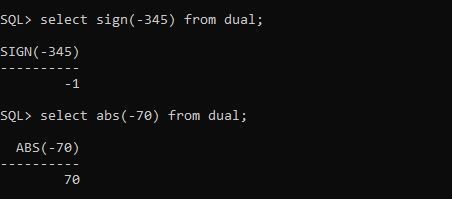 SQL> select sign(-345) from dual;
SIGN(-345)
----------
        -1
SQL> select abs(-70) from dual;
  ABS(-70)
----------
        70